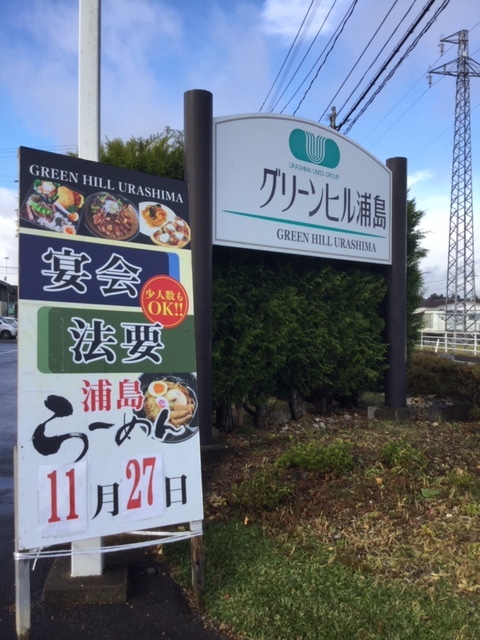 GREEN HILL URASHIMA
宴会
少人数も
OK!!
法要
浦島
らーめん
11月27日
URASHIMA UNISS GROUP
グリーンヒル浦島
GREEN HILL URASHIMA